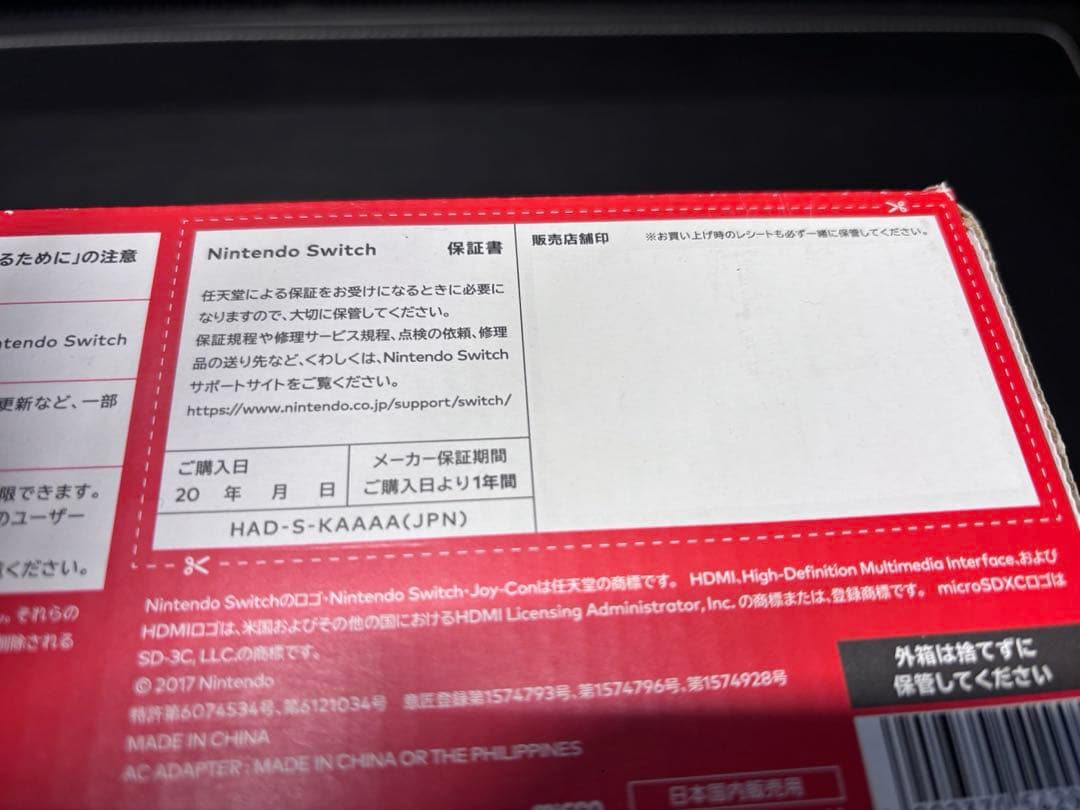 るために」の注意
ntendo Switch
更新など、一部
限できます。
のユーザー
ください。
。それらの
削除される
Nintendo Switch 保証書
任天堂による保証をお受けになるときに必要に
なりますので、大切に保管してください。
保証規程や修理サービス規程、点検の依頼、修理
品の送り先など、くわしくは、Nintendo Switch
サポートサイトをご覧ください。
https://www.nintendo.co.jp/support/switch/
ご購入日
20 年 月 日
メーカー保証期間
ご購入日より1年間
HAD-S-KAAAA(JPN)
販売店舗印 ※お買い上げ時のレシートも必ず一緒に保管してください。
Nintendo Switchのロゴ・Nintendo Switch・Joy-Conは任天堂の商標です。 HDMI、High-Definition Multimedia Interface、および
HDMIロゴは、米国およびその他の国におけるHDMI Licensing Administrator, Inc. の商標または、登録商標です。 microSDXCロゴは
SD-3C, LLC.の商標です。
© 2017 Nintendo
特許第6074534号、第6121034号 意匠登録第1574793号、第1574796号、第1574928号
MADE IN CHINA
AC ADAPTER : MADE IN CHINA OR THE PHILIPPINES
外箱は捨てずに
保管してください
日本国内販売用